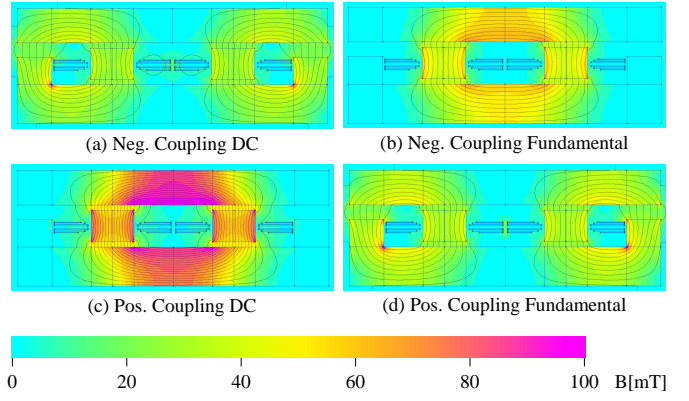 (a) Neg. Coupling DC
(b) Neg. Coupling Fundamental
(c) Pos. Coupling DC
(d) Pos. Coupling Fundamental
0 20 40 60 80 100 B[mT]